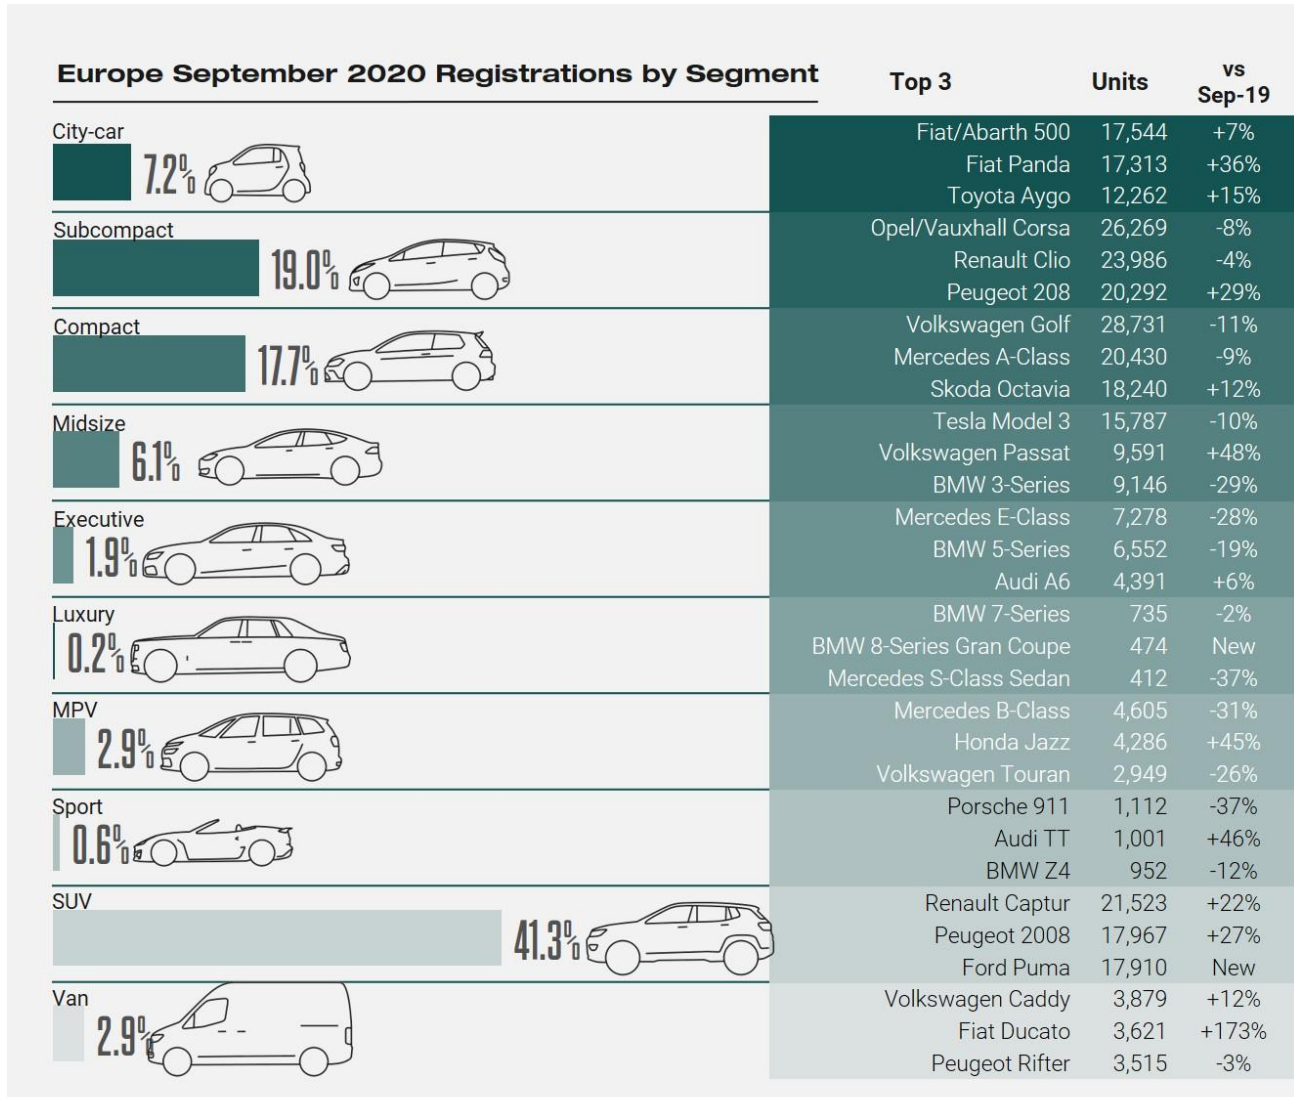 Europe September 2020 Registrations by Segment
Top 3 Units vs Sep-19
City-car
7.2%
Fiat/Abarth 500 17,544 +7%
Fiat Panda 17,313 +36%
Toyota Aygo 12,262 +15%
Subcompact
19.0%
Opel/Vauxhall Corsa 26,269 -8%
Renault Clio 23,986 -4%
Peugeot 208 20,292 +29%
Compact
17.7%
Volkswagen Golf 28,731 -11%
Mercedes A-Class 20,430 -9%
Skoda Octavia 18,240 +12%
Midsize
6.1%
Tesla Model 3 15,787 -10%
Volkswagen Passat 9,591 +48%
BMW 3-Series 9,146 -29%
Executive
1.9%
Mercedes E-Class 7,278 -28%
BMW 5-Series 6,552 -19%
Audi A6 4,391 +6%
Luxury
0.2%
BMW 7-Series 735 -2%
BMW 8-Series Gran Coupe 474 New
Mercedes S-Class Sedan 412 -37%
MPV
2.9%
Mercedes B-Class 4,605 -31%
Honda Jazz 4,286 +45%
Volkswagen Touran 2,949 -26%
Sport
0.6%
Porsche 911 1,112 -37%
Audi TT 1,001 +46%
BMW Z4 952 -12%
SUV
41.3%
Renault Captur 21,523 +22%
Peugeot 2008 17,967 +27%
Ford Puma 17,910 New
Van
2.9%
Volkswagen Caddy 3,879 +12%
Fiat Ducato 3,621 +173%
Peugeot Rifter 3,515 -3%